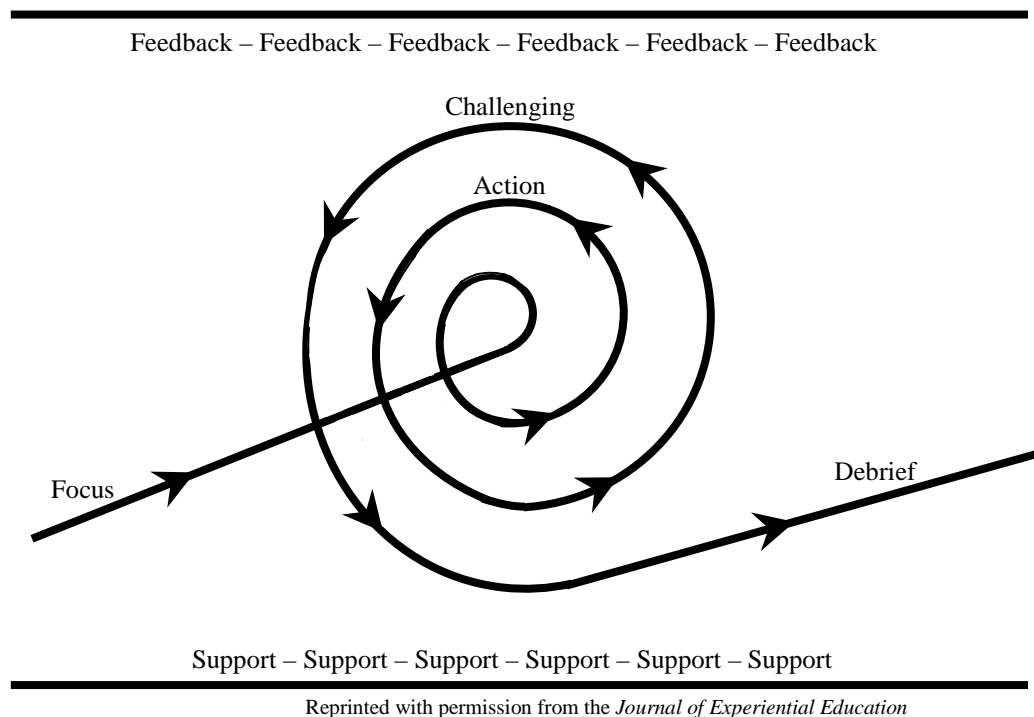 Feedback – Feedback – Feedback – Feedback – Feedback – Feedback
Challenging
Action
Focus
Debrief
Support – Support – Support – Support – Support – Support
Reprinted with permission from the Journal of Experiential Education